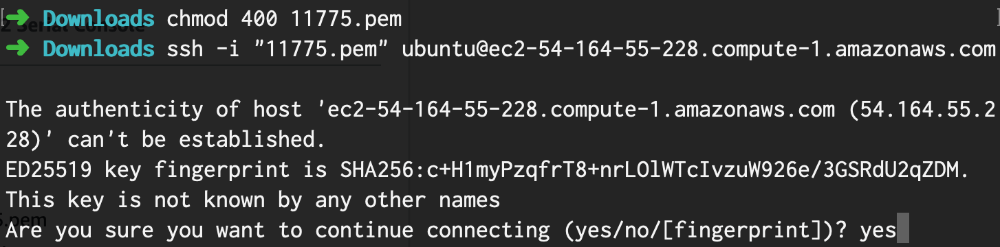 ➜ Downloads chmod 400 11775.pem
➜ Downloads ssh -i "11775.pem" ubuntu@ec2-54-164-55-228.compute-1.amazonaws.com
The authenticity of host 'ec2-54-164-55-228.compute-1.amazonaws.com (54.164.55.2
28)' can't be established.
ED25519 key fingerprint is SHA256:c+H1myPzqfrT8+nrLOlWTcIvzuW926e/3GSRdU2qZDM.
This key is not known by any other names
Are you sure you want to continue connecting (yes/no/[fingerprint])? yes